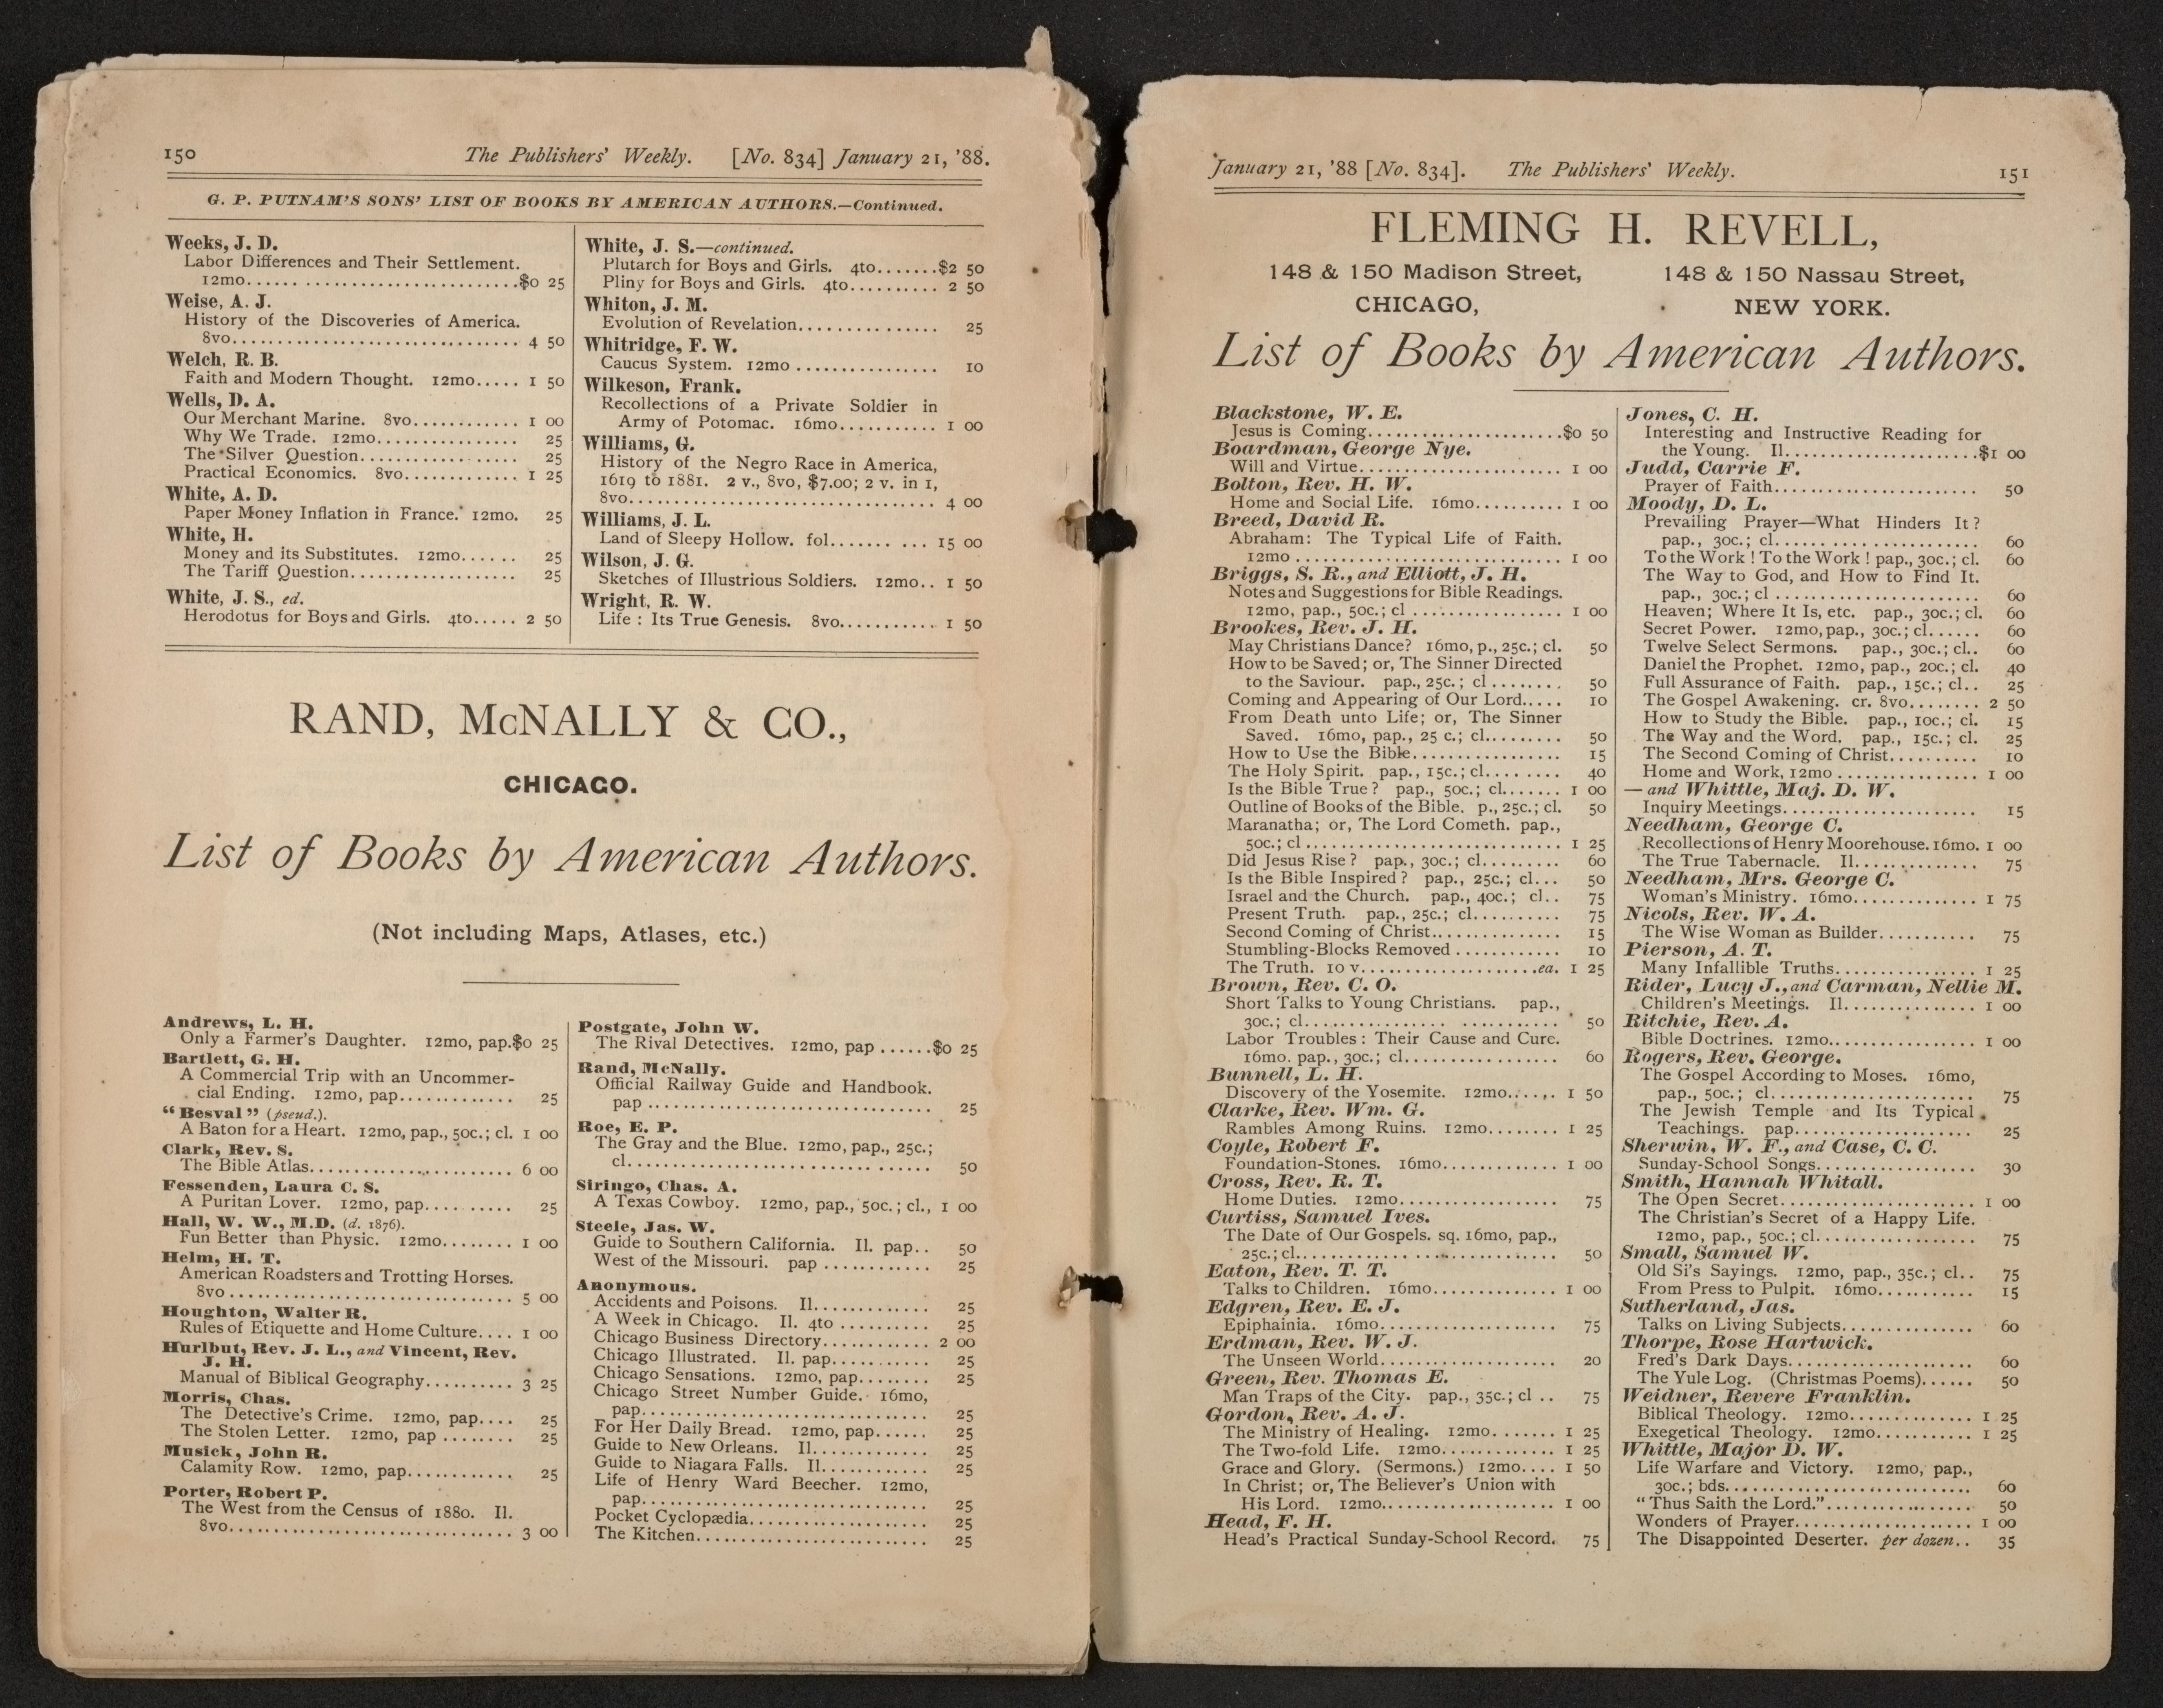 150
The Publishers' Weekly.
[No. 834] January 21, '88.
G. P. PUTNAM'S SONS' LIST OF BOOKS BY AMERICAN AUTHORS.—Continued.
Weeks, J. D.
Labor Differences and Their Settlement.
12mo...... ...........................$0 25
Weise, A. J.
History of the Discoveries of America.
8vo................................ 4 50
Welch, R. B.
Faith and Modern Thought. 12mo..... 1 50
Wells, D. A.
Our Merchant Marine. 8vo............ 1 00
Why We Trade. 12mo................ 25
The Silver Question.................. 25
Practical Economics. 8vo............. 1 25
White, A. D.
Paper Money Inflation in France. 12mo. 25
White, H.
Money and its Substitutes. 12mo...... 25
The Tariff Question................... 25
White, J. S., ed.
Herodotus for Boys and Girls. 4to..... 2 50
White, J. S.—continued.
Plutarch for Boys and Girls. 4to.......$2 50
Pliny for Boys and Girls. 4to.......... 2 50
Whiton, J. M.
Evolution of Revelation............... 25
Whitridge, F. W.
Caucus System. 12mo ................ 10
Wilkeson, Frank.
Recollections of a Private Soldier in
Army of Potomac. 16mo........... 1 00
Williams, G.
History of the Negro Race in America,
1619 to 1881. 2 v., 8vo, $7.00; 2 v. in 1,
8vo.................................. 4 00
Williams, J. L.
Land of Sleepy Hollow. fol....... ... 15 00
Wilson, J. G.
Sketches of Illustrious Soldiers. 12mo.. 1 50
Wright, R. W.
Life : Its True Genesis. 8vo........... 1 50
RAND, McNALLY & CO.,
CHICAGO.
List of Books by American Authors.
(Not including Maps, Atlases, etc.)
Andrews, L. H.
Only a Farmer's Daughter. 12mo, pap.$0 25
Bartlett, G. H.
A Commercial Trip with an Uncommer-
cial Ending. 12mo, pap............. 25
"Besval" (pseud.).
A Baton for a Heart. 12mo, pap., 50c.; cl. 1 00
Clark, Rev. S.
The Bible Atlas........................ 6 00
Fessenden, Laura C. S.
A Puritan Lover. 12mo, pap.......... 25
Hall, W. W., M.D. (d. 1876).
Fun Better than Physic. 12mo........ 1 00
Helm, H. T.
American Roadsters and Trotting Horses.
8vo ................................ 5 00
Houghton, Walter R.
Rules of Etiquette and Home Culture.... 1 00
Hurlbut, Rev. J. L., and Vincent, Rev.
J. H.
Manual of Biblical Geography.......... 3 25
Morris, Chas.
The Detective's Crime. 12mo, pap.... 25
The Stolen Letter. 12mo, pap ........ 25
Musick, John R.
Calamity Row. 12mo, pap............ 25
Porter, Robert P.
The West from the Census of 1880. Il.
8vo................................. 3 00
Postgate, John W.
The Rival Detectives. 12mo, pap ......$0 25
Rand, McNally.
Official Railway Guide and Handbook.
pap ................................ 25
Roe, E. P.
The Gray and the Blue. 12mo, pap., 25c.;
cl................................... 50
Siringo, Chas. A.
A Texas Cowboy. 12mo, pap., 50c.; cl., 1 00
Steele, Jas. W.
Guide to Southern California. Il. pap.. 50
West of the Missouri. pap ............ 25
Anonymous.
Accidents and Poisons. Il............. 25
A Week in Chicago. Il. 4to .......... 25
Chicago Business Directory............ 2 00
Chicago Illustrated. Il. pap........... 25
Chicago Sensations. 12mo, pap........ 25
Chicago Street Number Guide. 16mo,
pap................................. 25
For Her Daily Bread. 12mo, pap...... 25
Guide to New Orleans. Il............. 25
Guide to Niagara Falls. Il............ 25
Life of Henry Ward Beecher. 12mo,
pap................................. 25
Pocket Cyclopædia.................... 25
The Kitchen.......................... 25
January 21, '88 [No. 834].
The Publishers' Weekly.
151
FLEMING H. REVELL,
148 & 150 Madison Street,
CHICAGO,
148 & 150 Nassau Street,
NEW YORK.
List of Books by American Authors.
Blackstone, W. E.
Jesus is Coming......................$0 50
Boardman, George Nye.
Will and Virtue....................... 1 00
Bolton, Rev. H. W.
Home and Social Life. 16mo.......... 1 00
Breed, David R.
Abraham: The Typical Life of Faith.
12mo .............................. 1 00
Briggs, S. R., and Elliott, J. H.
Notes and Suggestions for Bible Readings.
12mo, pap., 50c.; cl ................. 1 00
Brookes, Rev. J. H.
May Christians Dance? 16mo, p., 25c.; cl. 50
How to be Saved; or, The Sinner Directed
to the Saviour. pap., 25c.; cl ........ 50
Coming and Appearing of Our Lord..... 10
From Death unto Life; or, The Sinner
Saved. 16mo, pap., 25 c.; cl......... 50
How to Use the Bible................. 15
The Holy Spirit. pap., 15c.; cl........ 40
Is the Bible True? pap., 50c.; cl....... 1 00
Outline of Books of the Bible. p., 25c.; cl. 50
Maranatha; or, The Lord Cometh. pap.,
50c.; cl ............................. 1 25
Did Jesus Rise? pap., 30c.; cl......... 60
Is the Bible Inspired? pap., 25c.; cl... 50
Israel and the Church. pap., 40c.; cl.. 75
Present Truth. pap., 25c.; cl.......... 75
Second Coming of Christ............... 15
Stumbling-Blocks Removed ............ 10
The Truth. 10 v....................ea. 1 25
Brown, Rev. C. O.
Short Talks to Young Christians. pap.,
30c.; cl............... ........... 50
Labor Troubles: Their Cause and Cure.
16mo. pap., 30c.; cl................. 60
Bunnell, L. H.
Discovery of the Yosemite. 12mo...... 1 50
Clarke, Rev. Wm. G.
Rambles Among Ruins. 12mo........ 1 25
Coyle, Robert F.
Foundation-Stones. 16mo............. 1 00
Cross, Rev. R. T.
Home Duties. 12mo.................. 75
Curtiss, Samuel Ives.
The Date of Our Gospels. sq. 16mo, pap.,
25c.; cl............................. 50
Eaton, Rev. T. T.
Talks to Children. 16mo.............. 1 00
Edgren, Rev. E. J.
Epiphainia. 16mo.................... 75
Erdman, Rev. W. J.
The Unseen World.................... 20
Green, Rev. Thomas E.
Man Traps of the City. pap., 35c.; cl .. 75
Gordon, Rev. A. J.
The Ministry of Healing. 12mo....... 1 25
The Two-fold Life. 12mo............. 1 25
Grace and Glory. (Sermons.) 12mo.... 1 50
In Christ; or, The Believer's Union with
His Lord. 12mo.................... 1 00
Head, F. H.
Head's Practical Sunday-School Record. 75
Jones, C. H.
Interesting and Instructive Reading for
the Young. Il......................$1 00
Judd, Carrie F.
Prayer of Faith....................... 50
Moody, D. L.
Prevailing Prayer—What Hinders It?
pap., 30c.; cl....................... 60
To the Work! To the Work! pap., 30c.; cl. 60
The Way to God, and How to Find It.
pap., 30c.; cl ....................... 60
Heaven; Where It Is, etc. pap., 30c.; cl. 60
Secret Power. 12mo, pap., 30c.; cl...... 60
Twelve Select Sermons. pap., 30c.; cl.. 60
Daniel the Prophet. 12mo, pap., 20c.; cl. 40
Full Assurance of Faith. pap., 15c.; cl.. 25
The Gospel Awakening. cr. 8vo........ 2 50
How to Study the Bible. pap., 10c.; cl. 15
The Way and the Word. pap., 15c.; cl. 25
The Second Coming of Christ.......... 10
Home and Work, 12mo ................ 1 00
— and Whittle, Maj. D. W.
Inquiry Meetings...................... 15
Needham, George C.
Recollections of Henry Moorehouse. 16mo. 1 00
The True Tabernacle. Il.............. 75
Needham, Mrs. George C.
Woman's Ministry. 16mo.............. 1 75
Nicols, Rev. W. A.
The Wise Woman as Builder........... 75
Pierson, A. T.
Many Infallible Truths................ 1 25
Rider, Lucy J., and Carman, Nellie M.
Children's Meetings. Il............... 1 00
Ritchie, Rev. A.
Bible Doctrines. 12mo................. 1 00
Rogers, Rev. George.
The Gospel According to Moses. 16mo,
pap., 50c.; cl....................... 75
The Jewish Temple and Its Typical
Teachings. pap..................... 25
Sherwin, W. F., and Case, C. C.
Sunday-School Songs.................. 30
Smith, Hannah Whitall.
The Open Secret....................... 1 00
The Christian's Secret of a Happy Life.
12mo, pap., 50c.; cl................. 75
Small, Samuel W.
Old Si's Sayings. 12mo, pap., 35c.; cl.. 75
From Press to Pulpit. 16mo........... 15
Sutherland, Jas.
Talks on Living Subjects............... 60
Thorpe, Rose Hartwick.
Fred's Dark Days...................... 60
The Yule Log. (Christmas Poems)...... 50
Weidner, Revere Franklin.
Biblical Theology. 12mo............... 1 25
Exegetical Theology. 12mo............ 1 25
Whittle, Major D. W.
Life Warfare and Victory. 12mo, pap.,
30c.; bds........................... 60
"Thus Saith the Lord."................. 50
Wonders of Prayer..................... 1 00
The Disappointed Deserter. per dozen.. 35